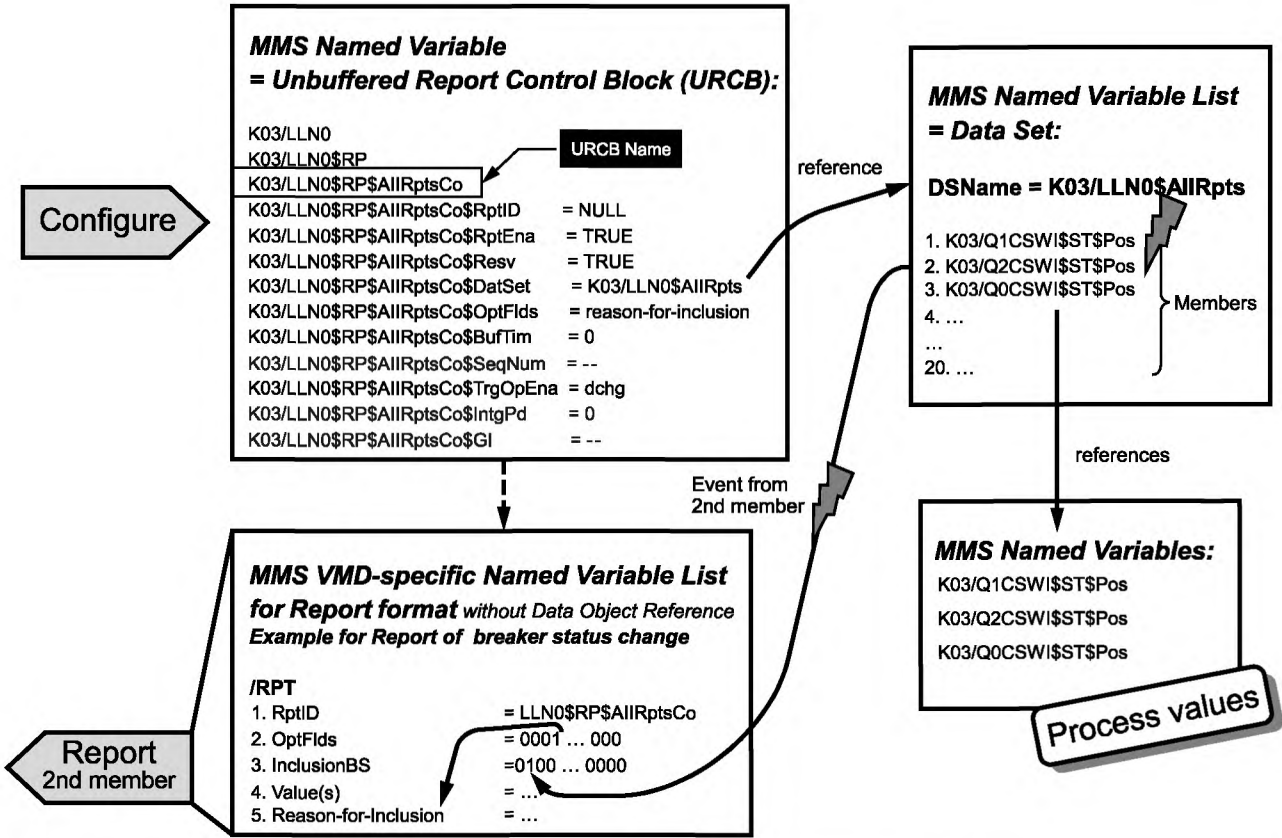 Configure
MMS Named Variable
= Unbuffered Report Control Block (URCB):
K03/LLN0
K03/LLN0$RP
K03/LLN0$RP$AllRptsCo
URCB Name
K03/LLN0$RP$AllRptsCo$RptID = NULL
K03/LLN0$RP$AllRptsCo$RptEna = TRUE
K03/LLN0$RP$AllRptsCo$Resv = TRUE
K03/LLN0$RP$AllRptsCo$DatSet = K03/LLN0$AllRpts
K03/LLN0$RP$AllRptsCo$OptFlds = reason-for-inclusion
K03/LLN0$RP$AllRptsCo$BufTim = 0
K03/LLN0$RP$AllRptsCo$SeqNum = --
K03/LLN0$RP$AllRptsCo$TrgOpEna = dchg
K03/LLN0$RP$AllRptsCo$IntgPd = 0
K03/LLN0$RP$AllRptsCo$GI = --
reference
MMS Named Variable List
= Data Set:
DSName = K03/LLN0$AllRpts
1. K03/Q1CSWI$ST$Pos
2. K03/Q2CSWI$ST$Pos
3. K03/Q0CSWI$ST$Pos
4. ...
...
20. ...
Members
references
Event from
2nd member
MMS Named Variables:
K03/Q1CSWI$ST$Pos
K03/Q2CSWI$ST$Pos
K03/Q0CSWI$ST$Pos
Process values
MMS VMD-specific Named Variable List
for Report format without Data Object Reference
Example for Report of breaker status change
/RPT
1. RptID = LLN0$RP$AllRptsCo
2. OptFlds = 0001 ... 000
3. InclusionBS =0100 ... 0000
4. Value(s) = ...
5. Reason-for-Inclusion = ...
Report
2nd member